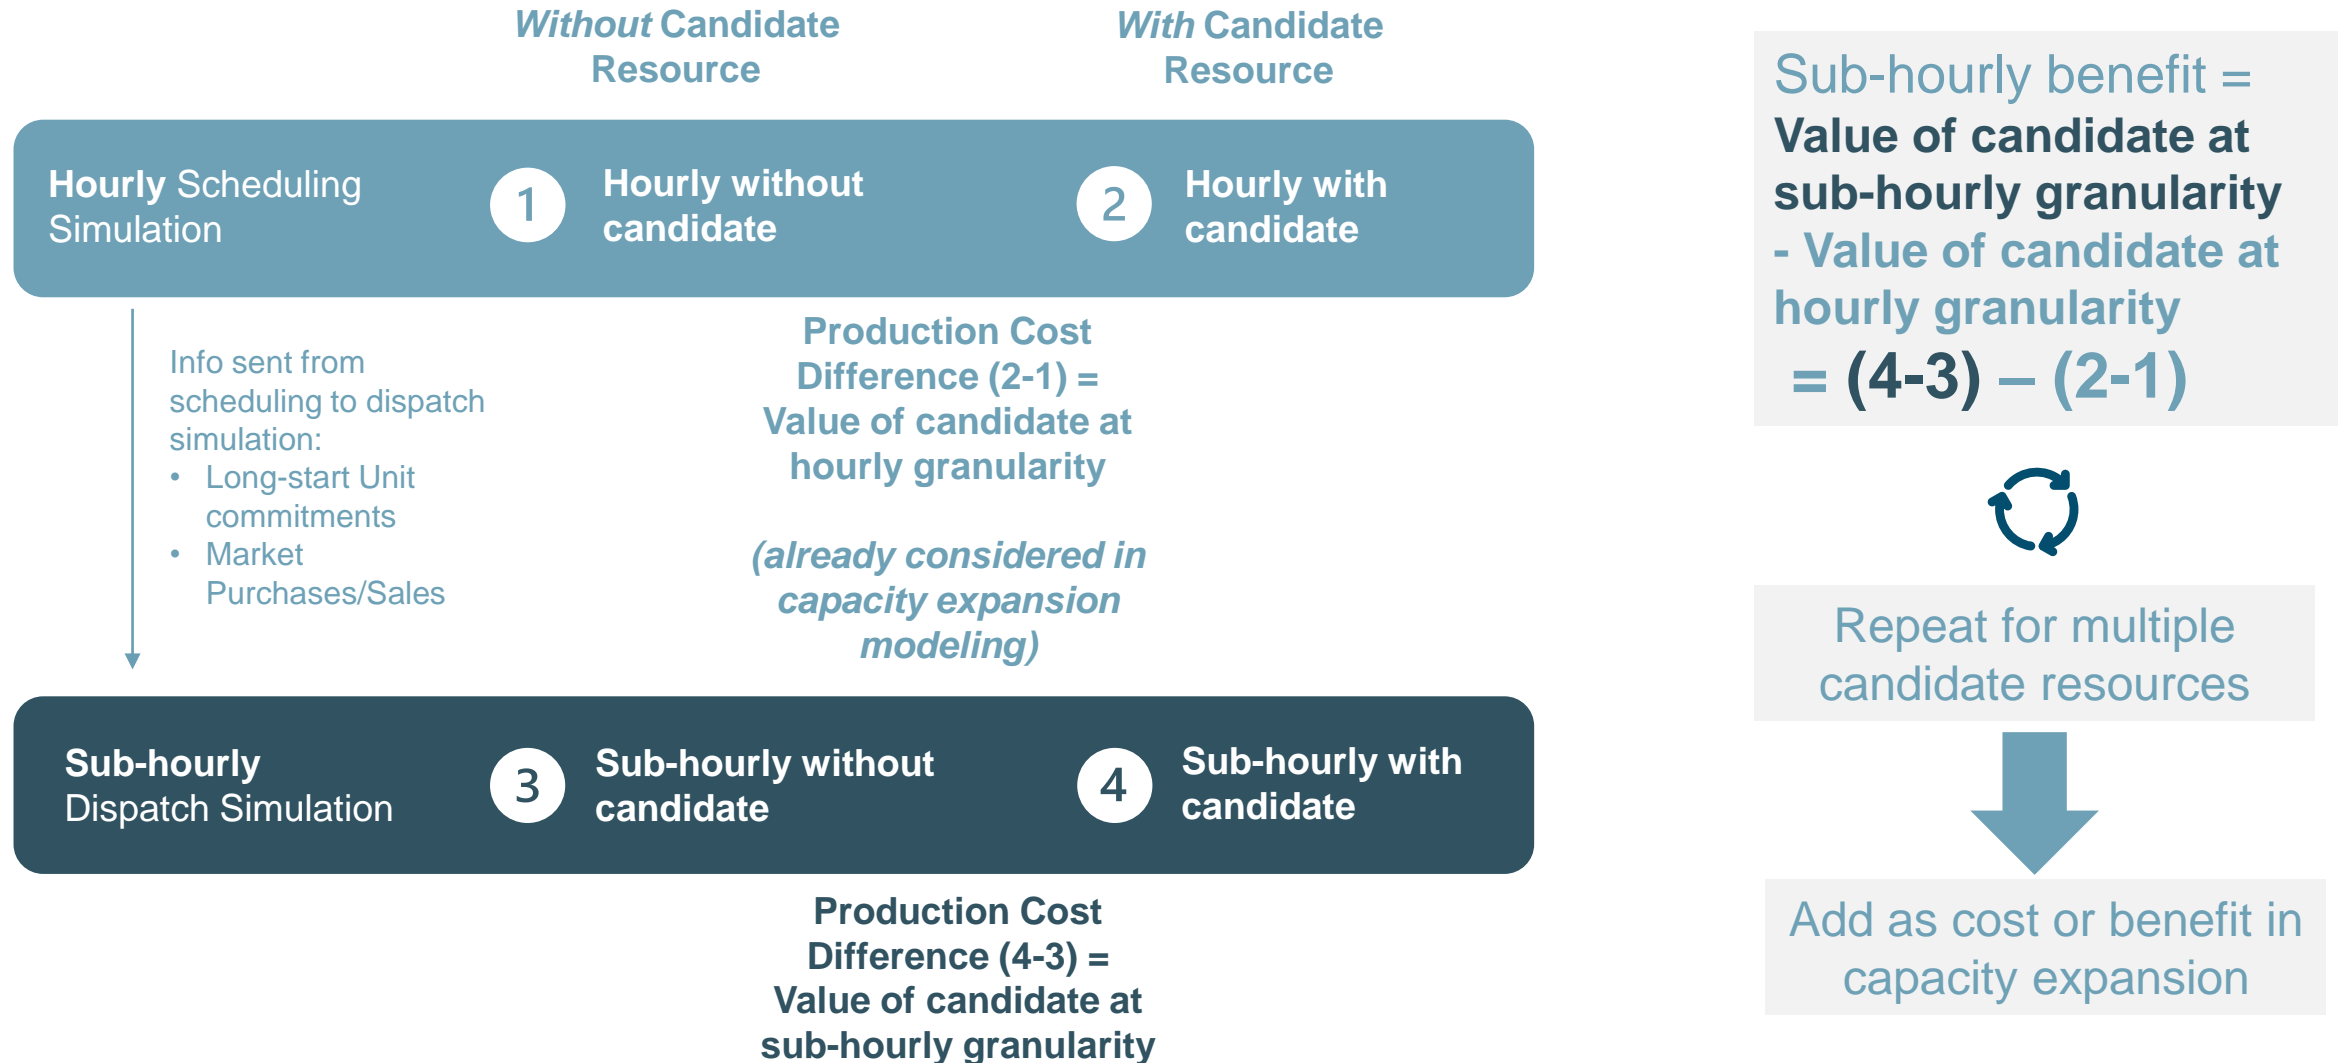 Without Candidate
Resource
With Candidate
Resource
Hourly Scheduling
Simulation
1
Hourly without
candidate
2
Hourly with
candidate
Info sent from
scheduling to dispatch
simulation:
• Long-start Unit
commitments
• Market
Purchases/Sales
Production Cost
Difference (2-1) =
Value of candidate at
hourly granularity
(already considered in
capacity expansion
modeling)
Sub-hourly
Dispatch Simulation
3
Sub-hourly without
candidate
4
Sub-hourly with
candidate
Production Cost
Difference (4-3) =
Value of candidate at
sub-hourly granularity
Sub-hourly benefit =
Value of candidate at
sub-hourly granularity
- Value of candidate at
hourly granularity
= (4-3) – (2-1)
Repeat for multiple
candidate resources
Add as cost or benefit in
capacity expansion